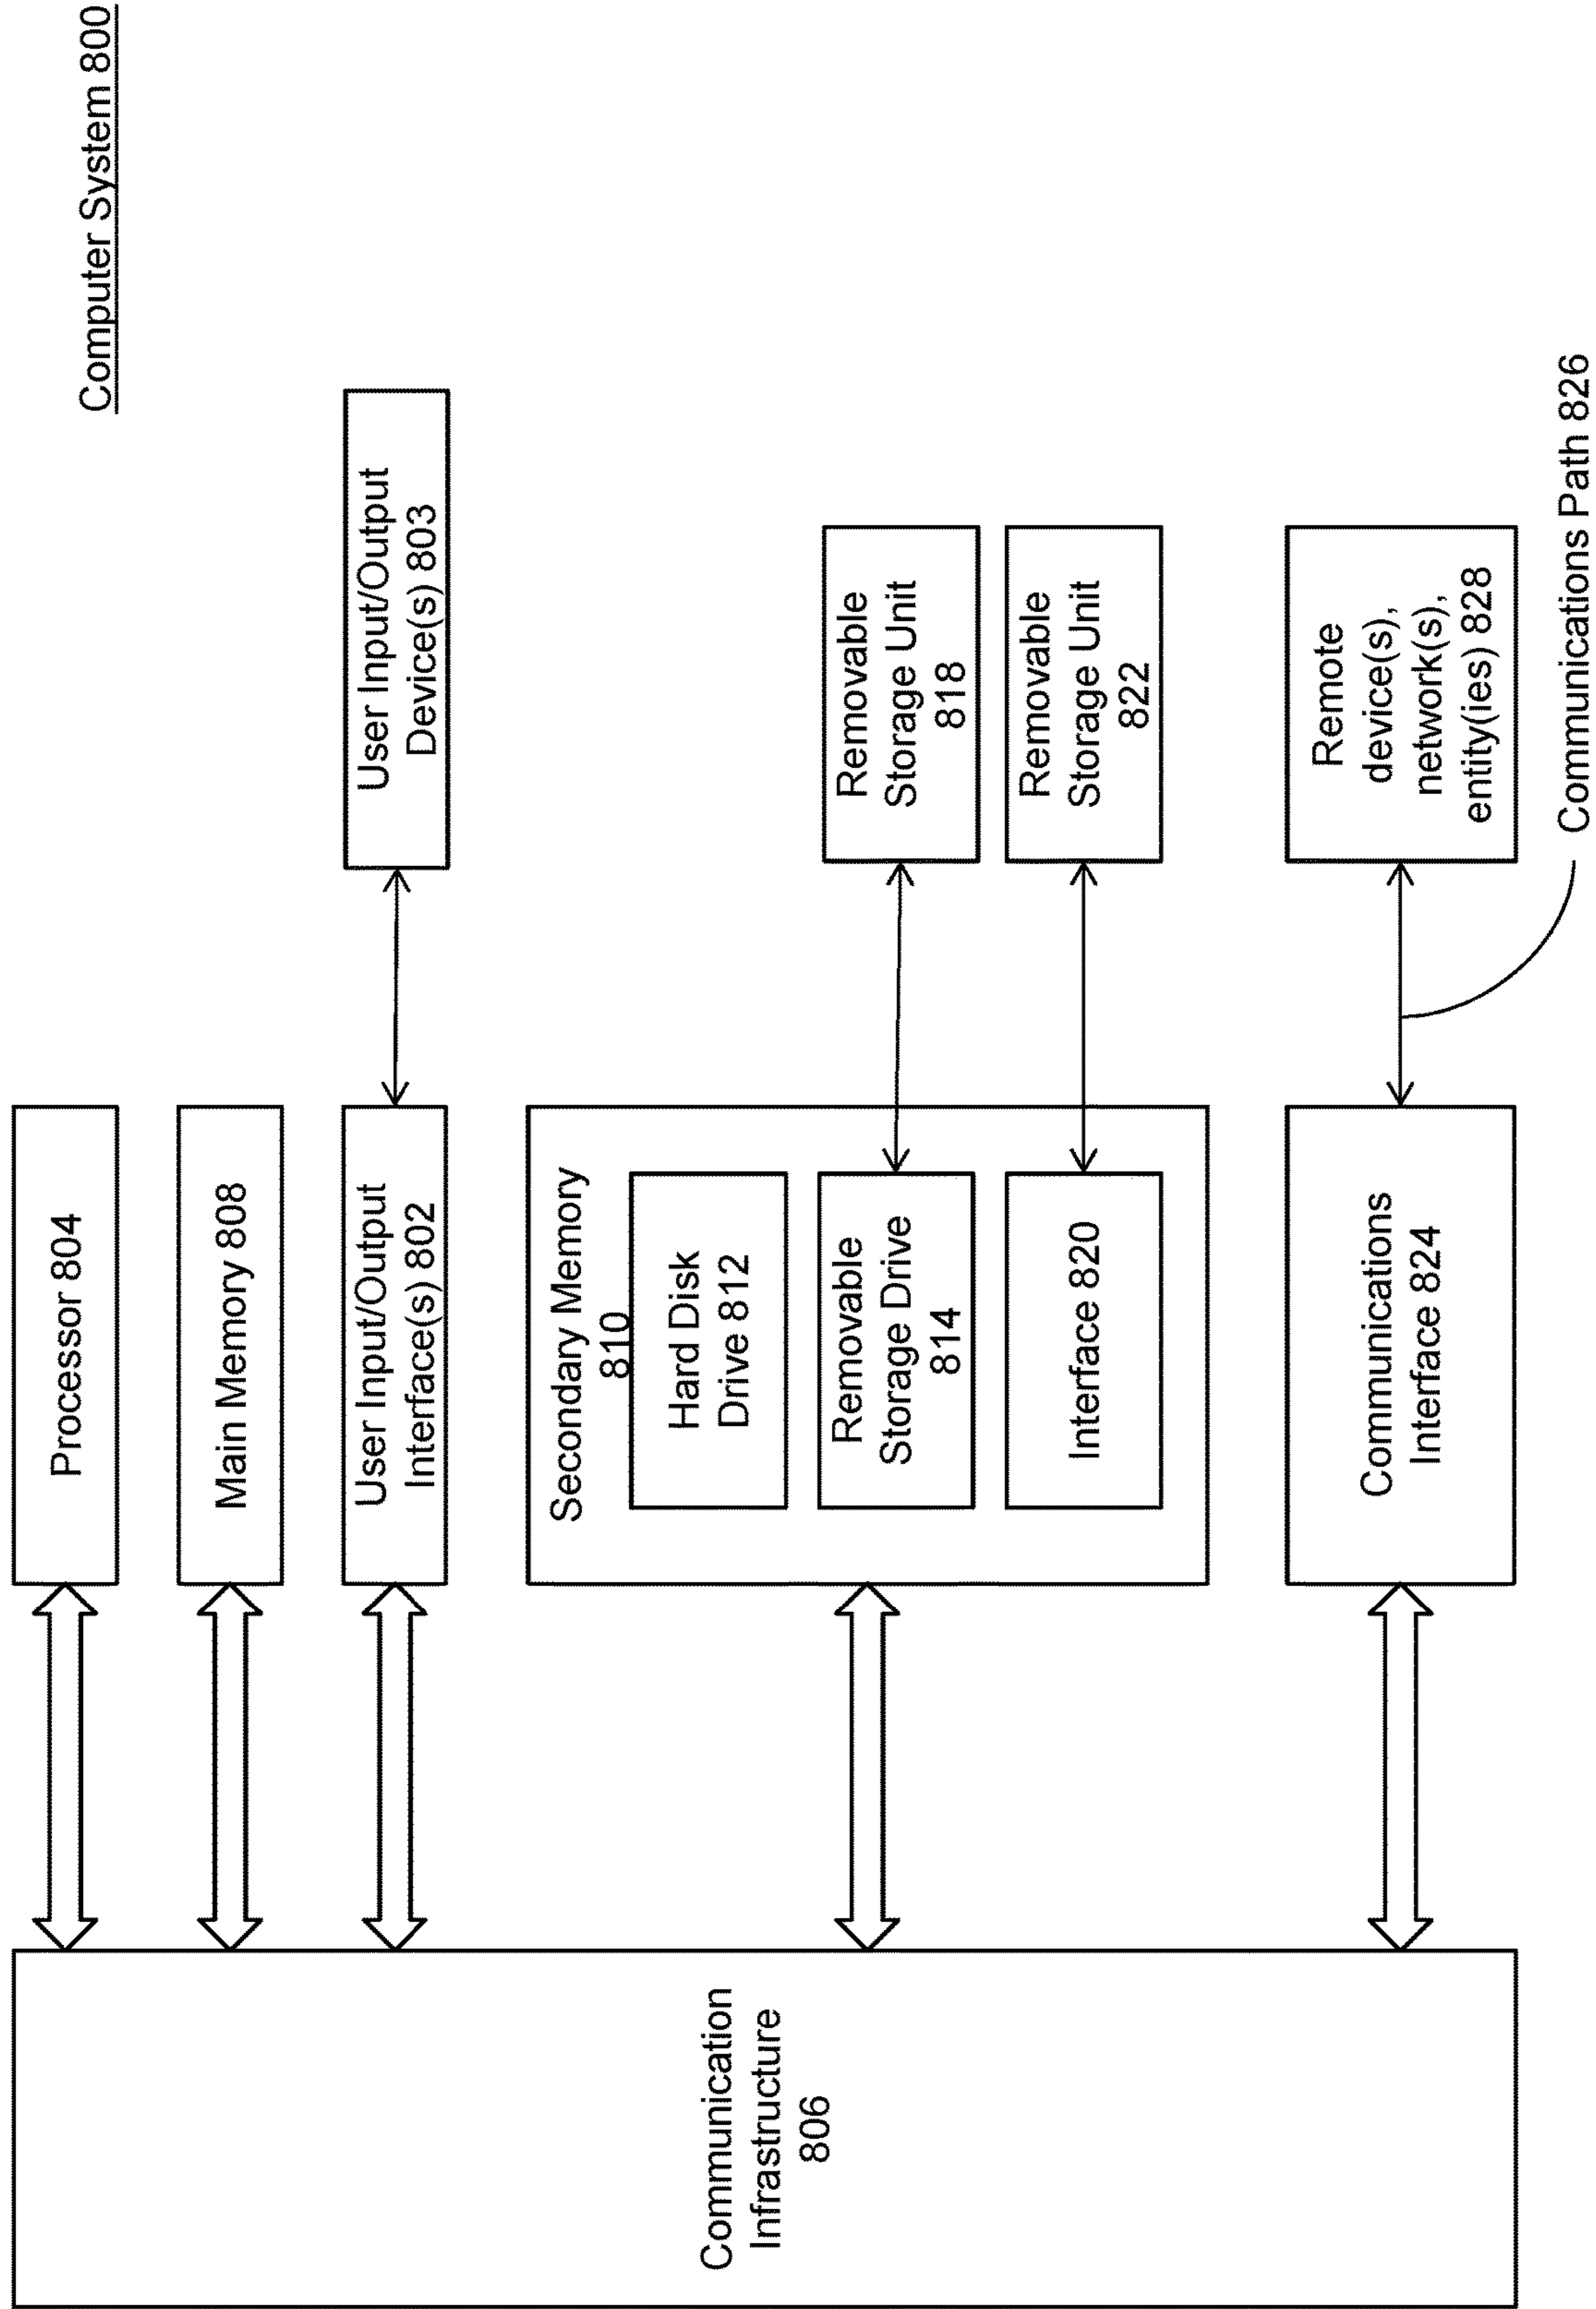 Computer System 800
Processor 804
Main Memory 808
User Input/Output
Interface(s) 802
User Input/Output
Device(s) 803
Secondary Memory
810
Hard Disk
Drive 812
Removable
Storage Drive
814
Removable
Storage Unit
818
Interface 820
Removable
Storage Unit
822
Communications
Interface 824
Remote
device(s),
network(s),
entity(ies) 828
Communications Path 826
Communication
Infrastructure
806